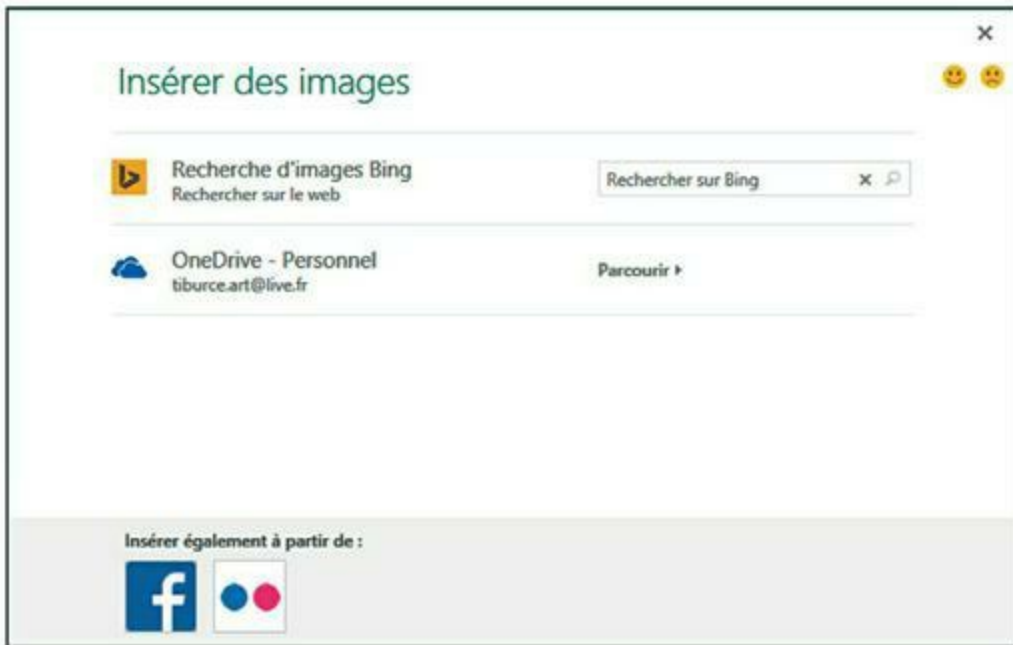 Insérer des images
Recherche d'images Bing
Rechercher sur le web
Rechercher sur Bing
OneDrive - Personnel
tiburce.art@live.fr
Parcourir
Insérer également à partir de :